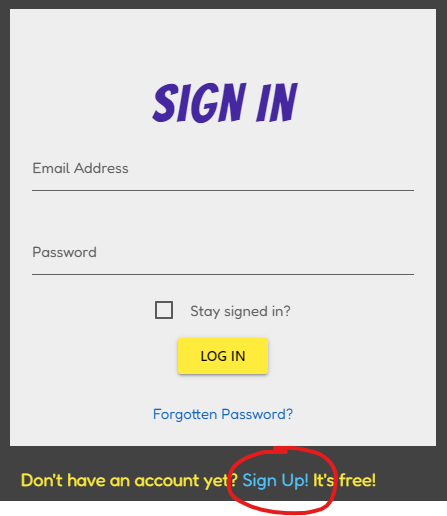 SIGN IN
Email Address
Password
Stay signed in?
LOG IN
Forgotten Password?
Don't have an account yet? Sign Up! It's free!